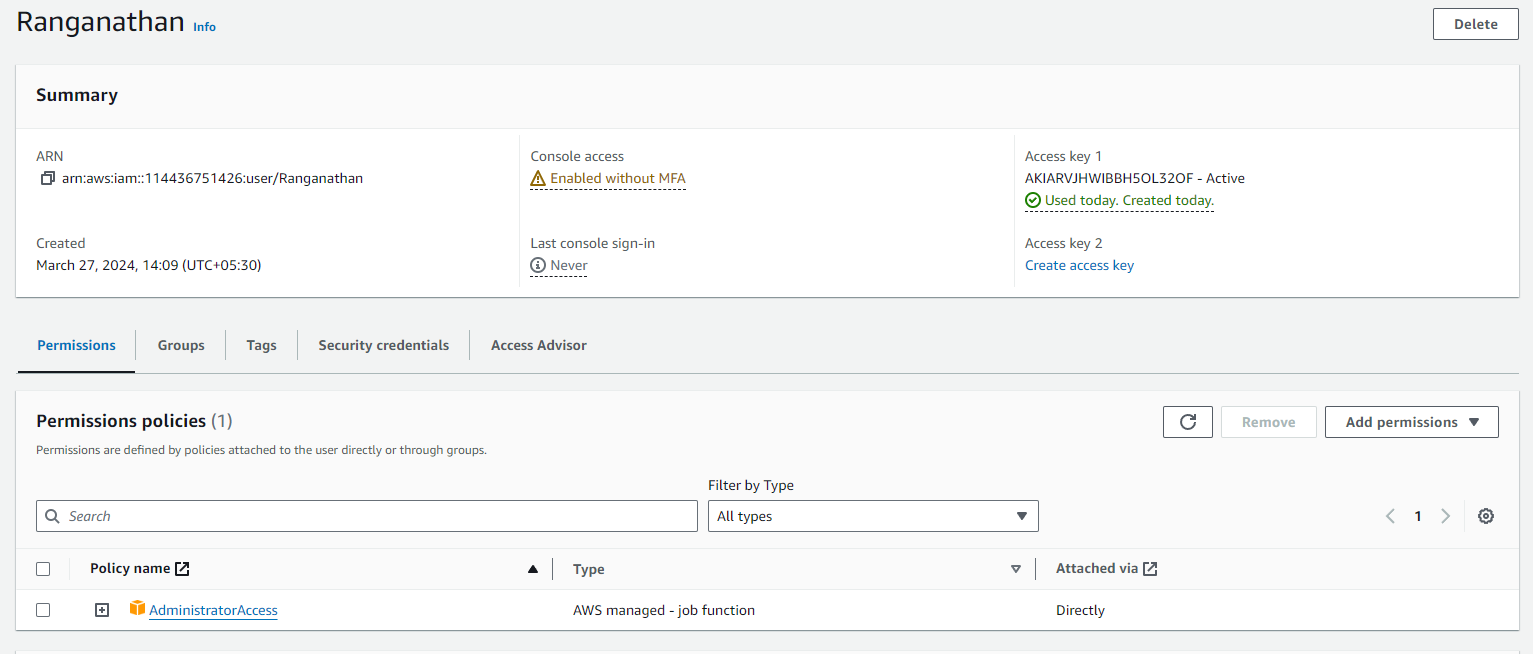 Ranganathan Info
Delete
Summary
ARN
arn:aws:iam::114436751426:user/Ranganathan
Console access
Enabled without MFA
Access key 1
AKIARVJHWIBBH5OL32OF - Active
Used today. Created today.
Created
March 27, 2024, 14:09 (UTC+05:30)
Last console sign-in
Never
Access key 2
Create access key
Permissions Groups Tags Security credentials Access Advisor
Permissions policies (1)
Remove
Add permissions
Permissions are defined by policies attached to the user directly or through groups.
Filter by Type
Search
All types
1
Policy name Type Attached via
AdministratorAccess AWS managed - job function Directly